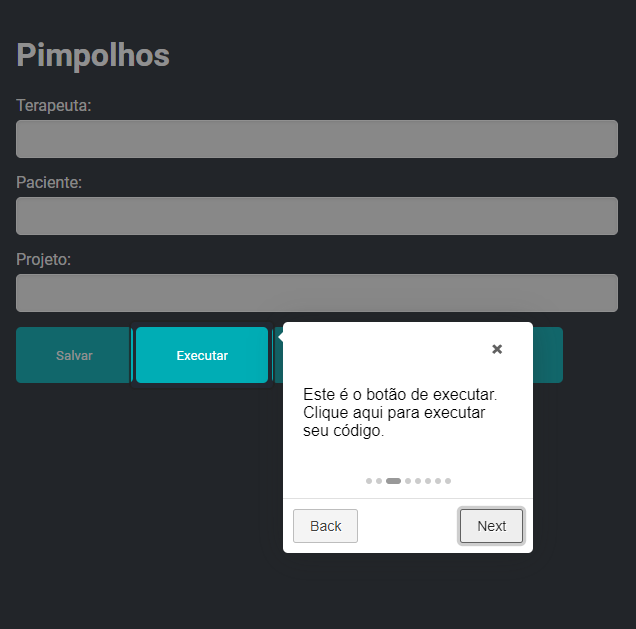 Pimpolhos
Terapeuta:
Paciente:
Projeto:
Salvar
Executar
×
Este é o botão de executar.
Clique aqui para executar
seu código.
Back
Next